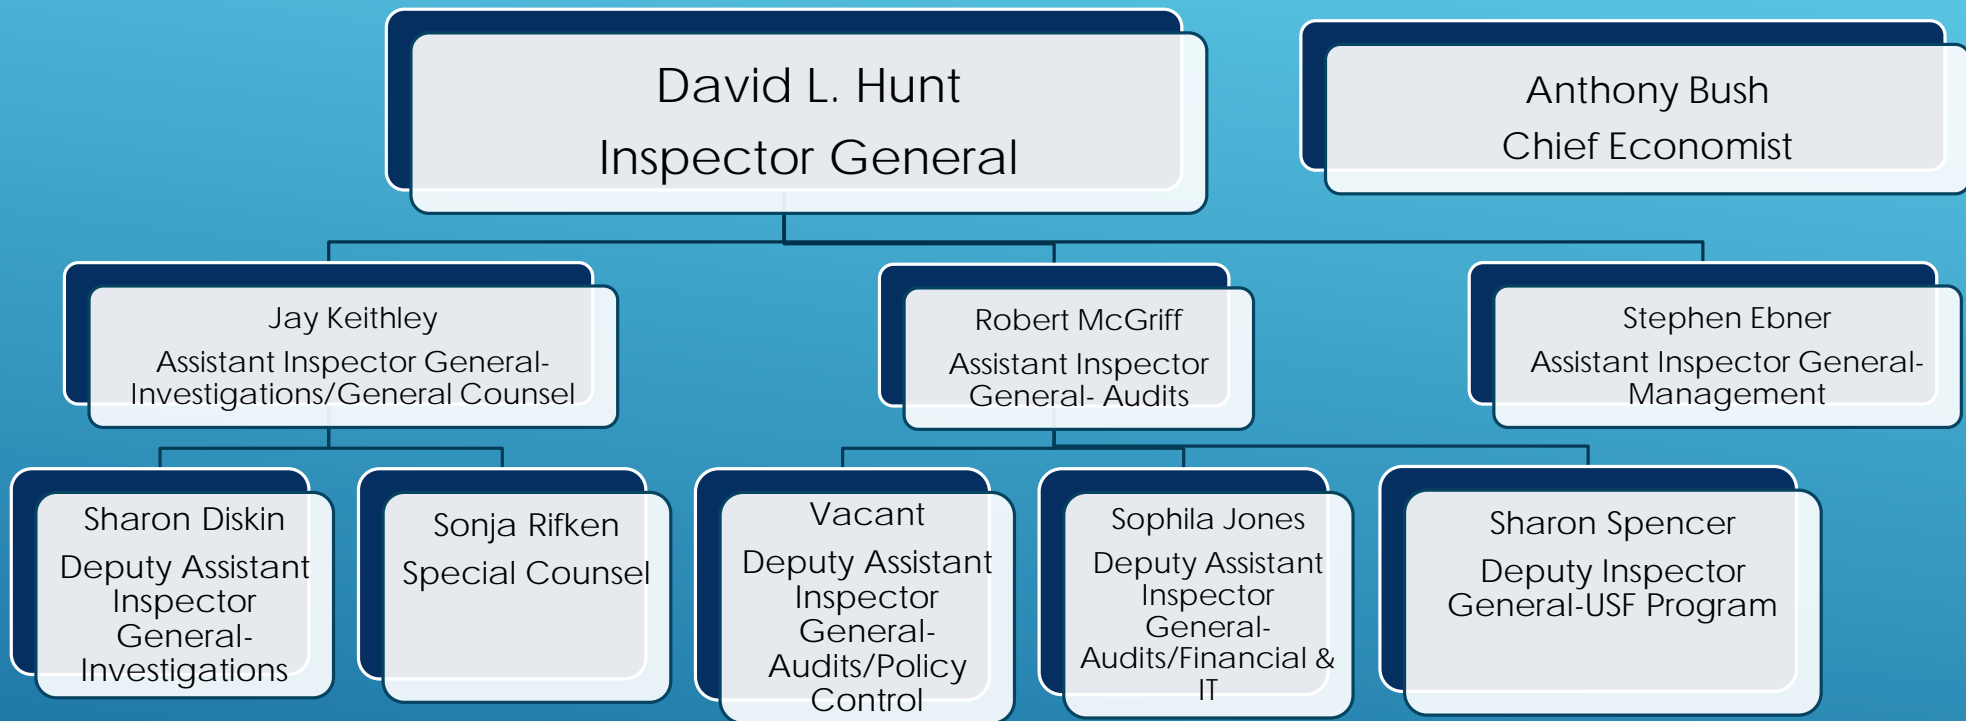 David L. Hunt
Inspector General
Anthony Bush
Chief Economist
Jay Keithley
Assistant Inspector General-
Investigations/General Counsel
Robert McGriff
Assistant Inspector
General- Audits
Stephen Ebner
Assistant Inspector General-
Management
Sharon Diskin
Deputy Assistant
Inspector
General-
Investigations
Sonja Rifken
Special Counsel
Vacant
Deputy Assistant
Inspector
General-
Audits/Policy
Control
Sophila Jones
Deputy Assistant
Inspector
General-
Audits/Financial &
IT
Sharon Spencer
Deputy Inspector
General-USF Program